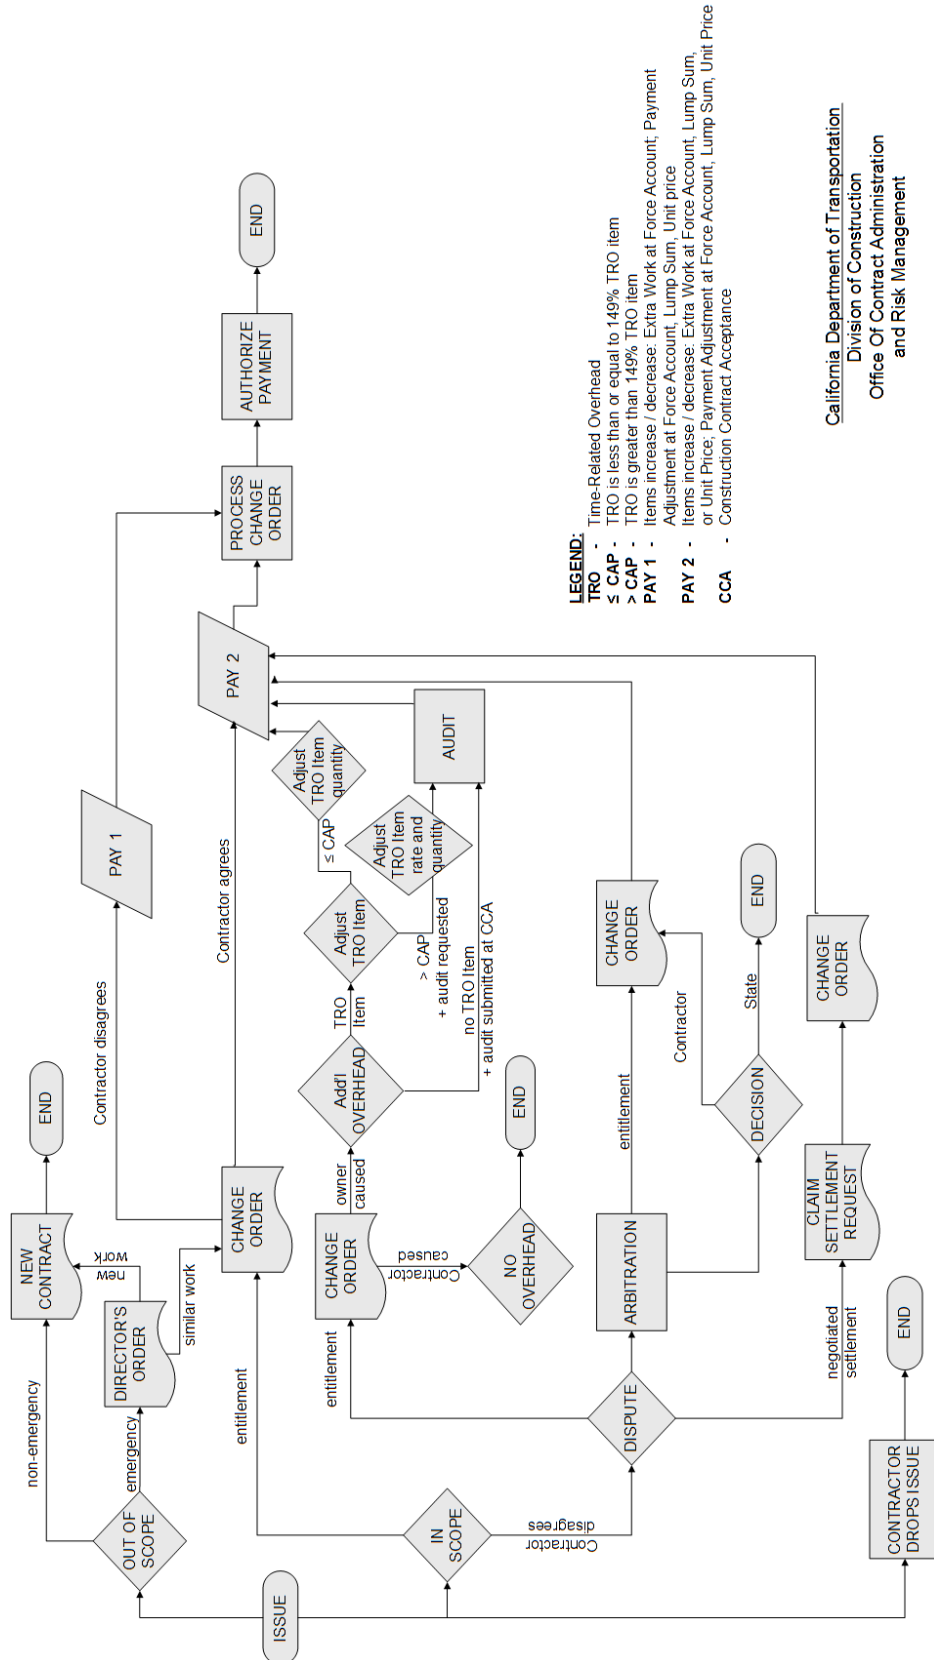 ISSUE
OUT OF
SCOPE
non-emergency
emergency
DIRECTOR'S
ORDER
new
work
similar work
NEW
CONTRACT
END
IN
SCOPE
entitlement
Contractor
disagrees
CHANGE
ORDER
Contractor disagrees
Contractor agrees
PAY 1
PAY 2
PROCESS
CHANGE
ORDER
AUTHORIZE
PAYMENT
END
DISPUTE
entitlement
CHANGE
ORDER
owner
caused
Contractor
caused
NO
OVERHEAD
END
Add'l
OVERHEAD
TRO
Item
Adjust
TRO Item
≤ CAP
Adjust
TRO Item
quantity
> CAP
+ audit requested
Adjust
TRO Item
rate and
quantity
no TRO Item
+ audit submitted at CCA
AUDIT
ARBITRATION
entitlement
CHANGE
ORDER
DECISION
Contractor
State
END
negotiated
settlement
CLAIM
SETTLEMENT
REQUEST
CHANGE
ORDER
CONTRACTOR
DROPS ISSUE
END
LEGEND:
TRO - Time-Related Overhead
≤ CAP - TRO is less than or equal to 149% TRO item
> CAP - TRO is greater than 149% TRO item
PAY 1 - Items increase / decrease: Extra Work at Force Account; Payment
Adjustment at Force Account, Lump Sum, Unit price
PAY 2 - Items increase / decrease: Extra Work at Force Account, Lump Sum,
or Unit Price; Payment Adjustment at Force Account, Lump Sum, Unit Price
CCA - Construction Contract Acceptance
California Department of Transportation
Division of Construction
Office Of Contract Administration
and Risk Management